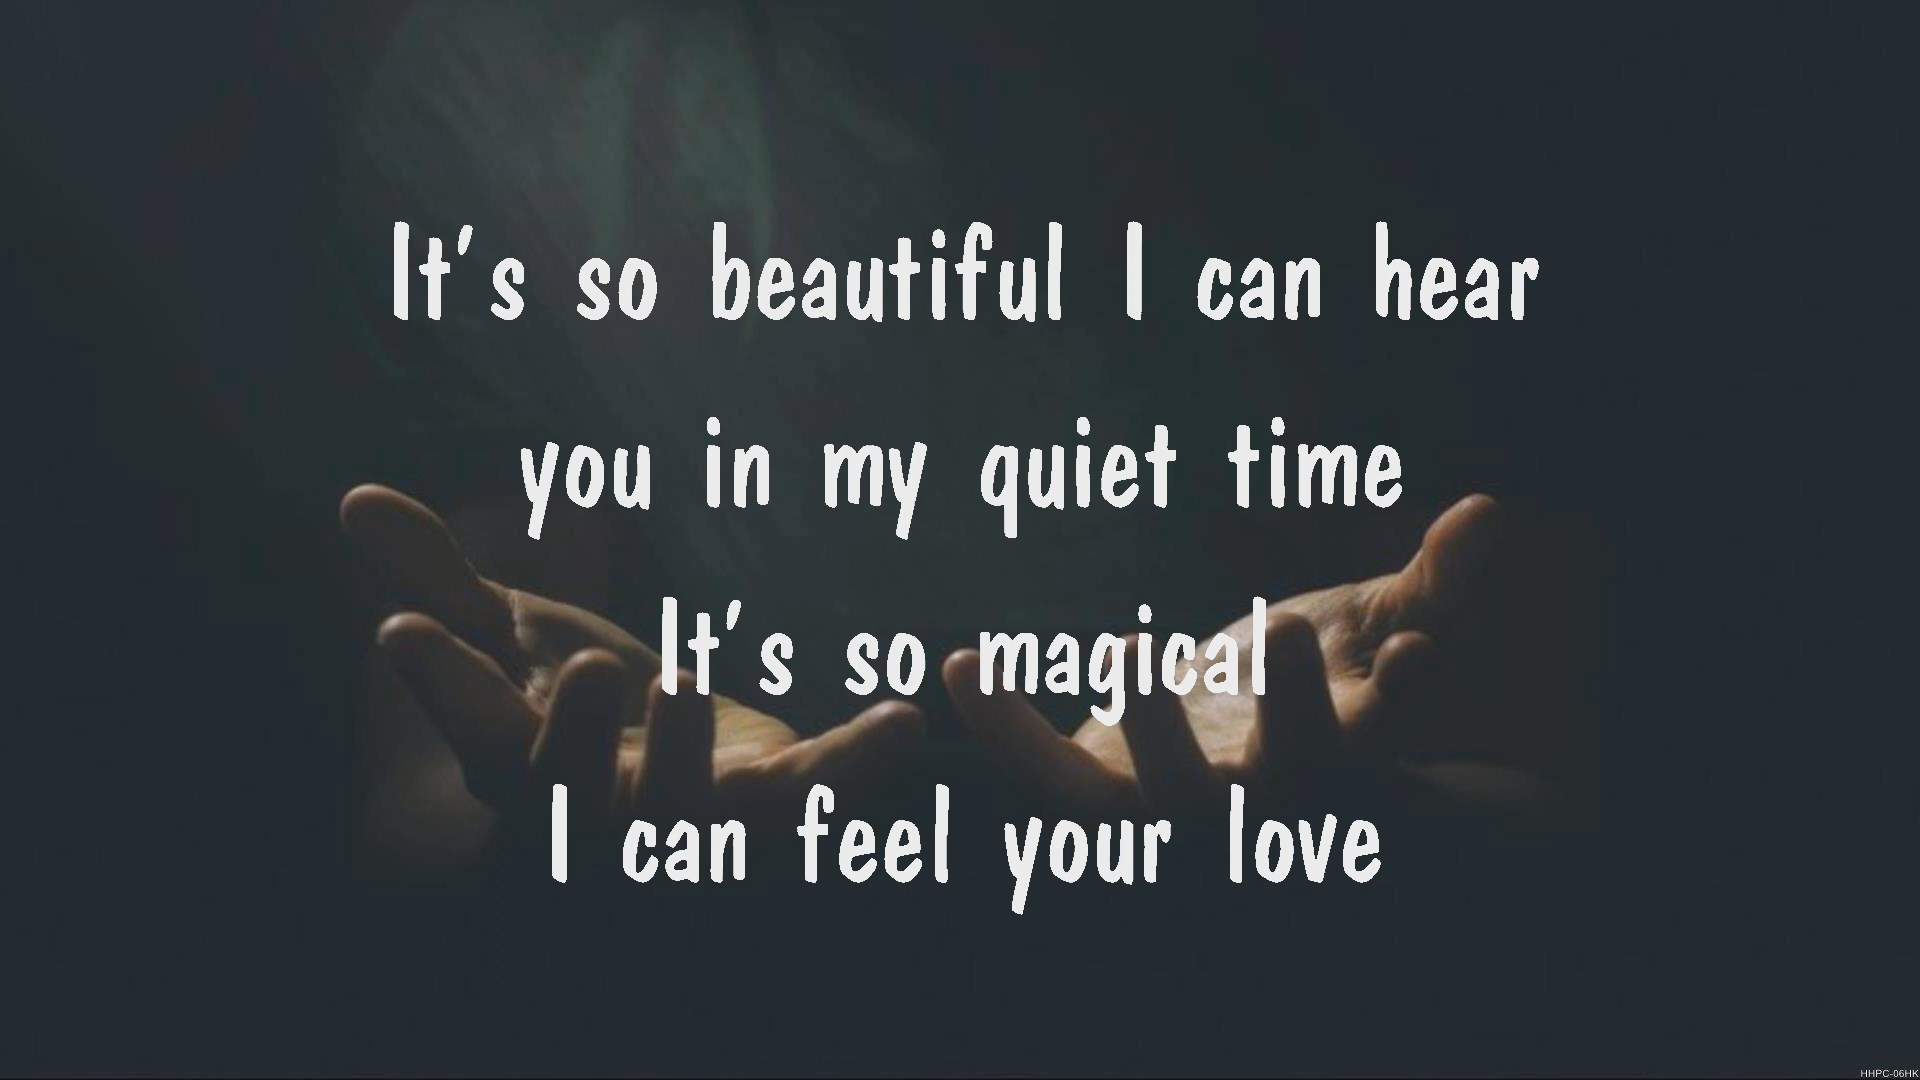 It's so beautiful I can hear
you in my quiet time
It's so magical
I can feel your love
HHPC-06HK